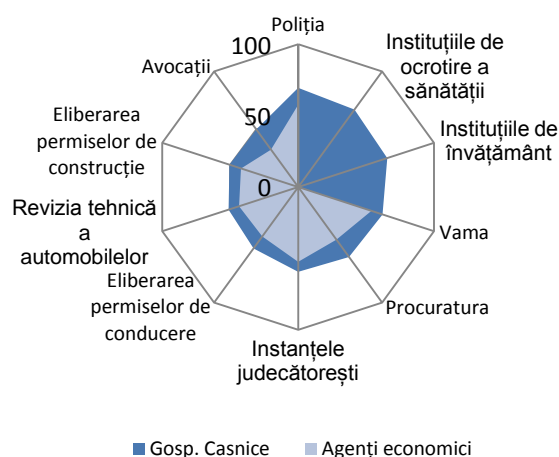 Poliția
Instituțiile de
ocrotire a
sănătății
Instituțiile de
învățământ
Vama
Procuratura
Instanțele
judecătorești
Eliberarea
permiselor de
conducere
Revizia tehnică
a
automobilelor
Eliberarea
permiselor de
construcție
Avocații
100
50
0
Gosp. Casnice
Agenți economici